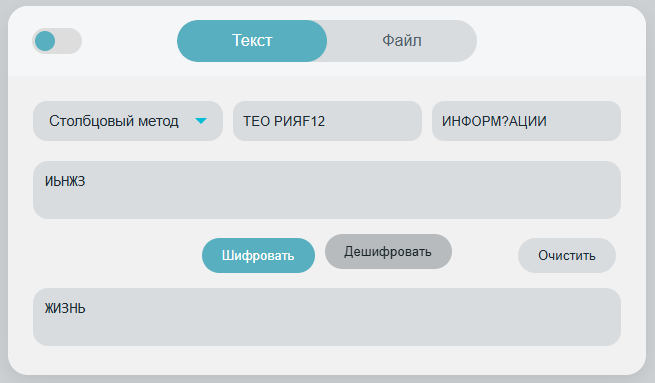 Текст
Файл
Столбцовый метод
ТЕО РИЯF12
ИНФОРМ?АЦИИ
ИЬНЖЗ
Шифровать
Дешифровать
Очистить
ЖИЗНЬ